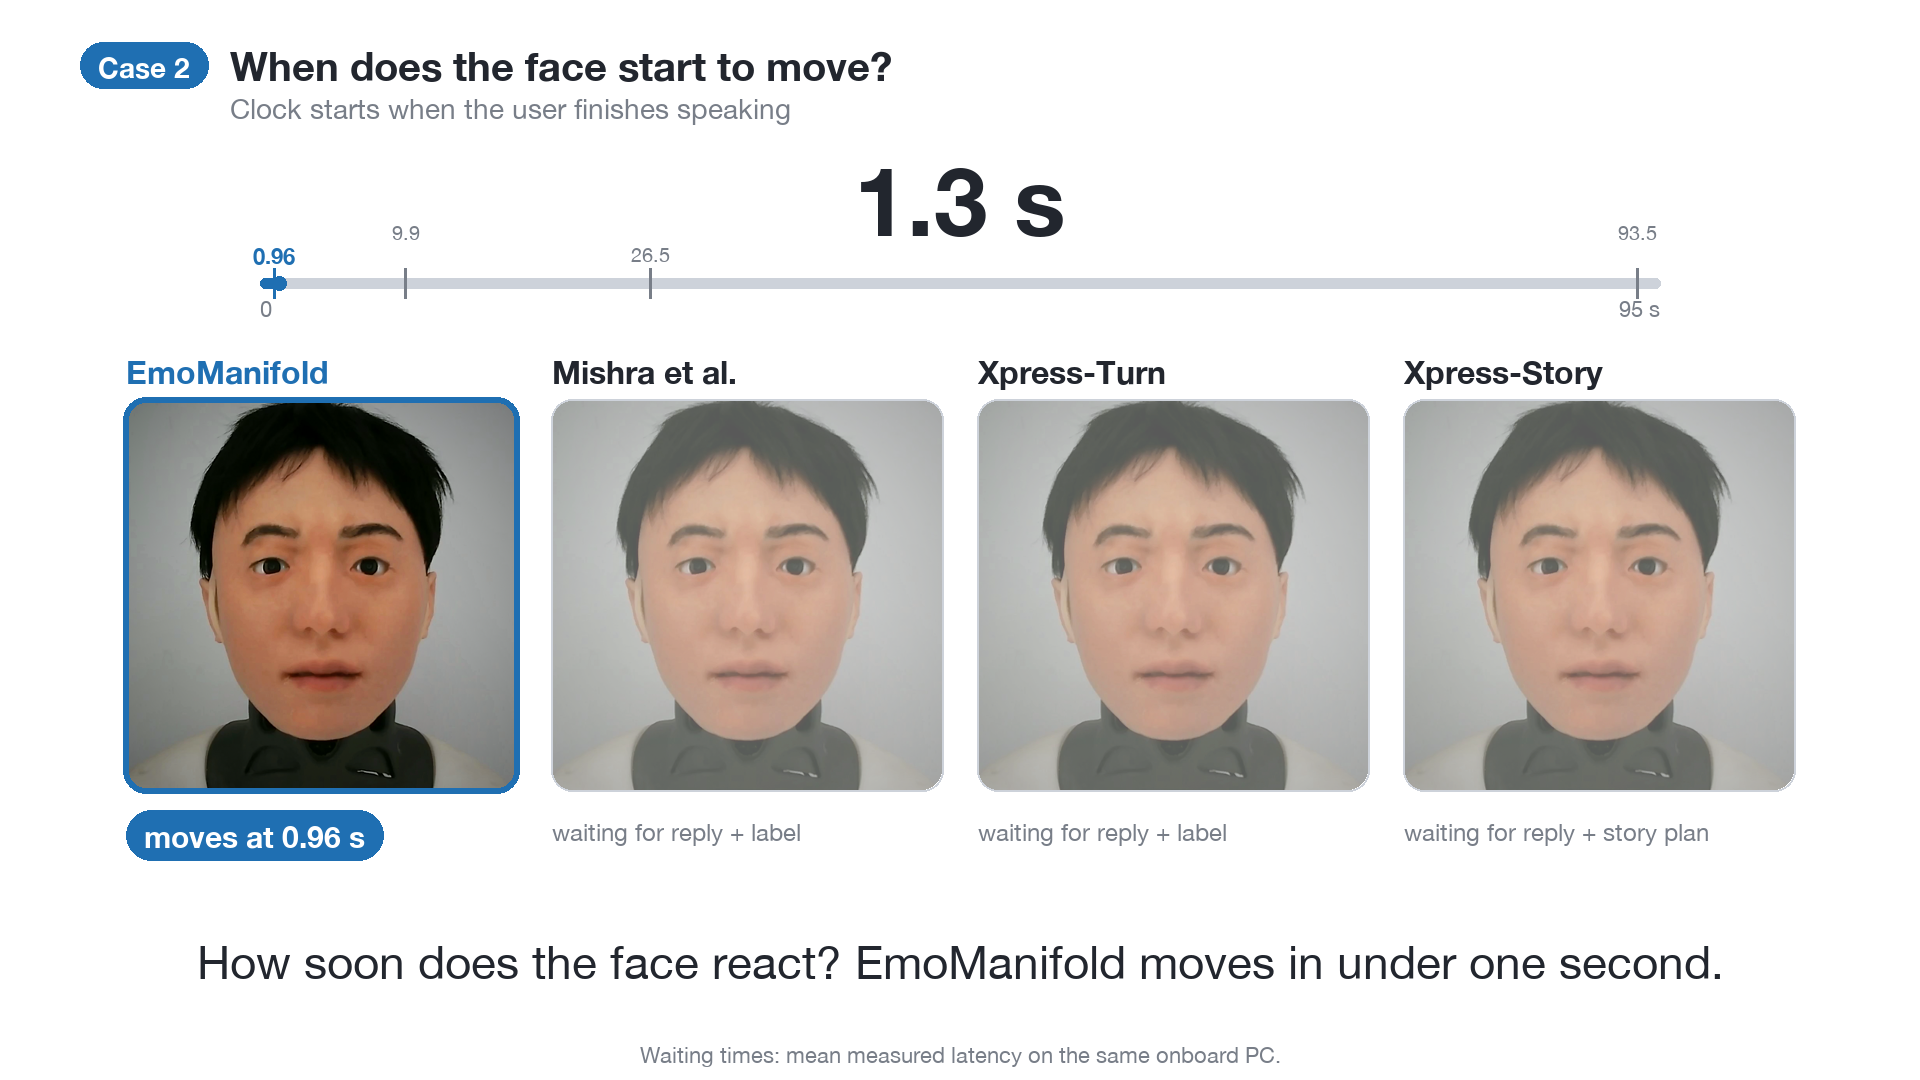 Case 2
When does the face start to move?
Clock starts when the user finishes speaking
1.3 s
0.96
9.9
26.5
93.5
0
95 s
EmoManifold
Mishra et al.
Xpress-Turn
Xpress-Story
moves at 0.96 s
waiting for reply + label
waiting for reply + label
waiting for reply + story plan
How soon does the face react? EmoManifold moves in under one second.
Waiting times: mean measured latency on the same onboard PC.